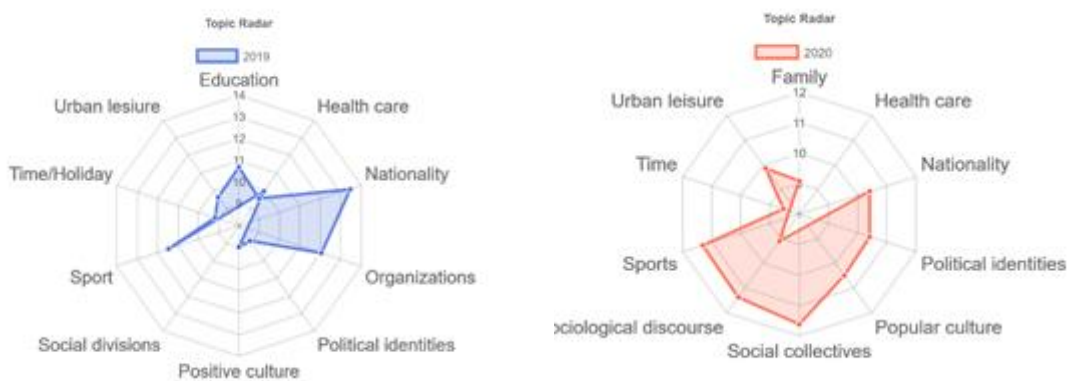 Topic Radar
2019
Education
14
13
12
11
10
9
Urban lesiure
Health care
Time/Holiday
Nationality
Sport
Organizations
Social divisions
Political identities
Positive culture
Topic Radar
2020
Family
12
11
10
Urban leisure
Health care
Time
Nationality
Sports
Political identities
ociological discourse
Popular culture
Social collectives